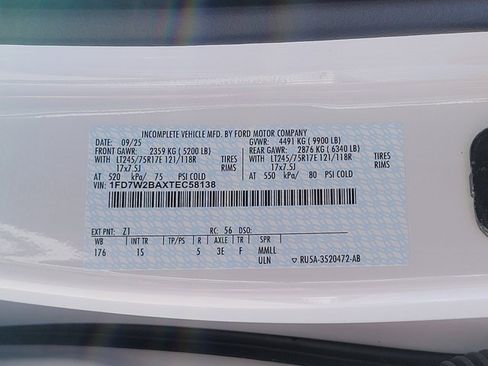 INCOMPLETE VEHICLE MFD. BY FORD MOTOR COMPANY
09/25 GVWR: 4491 KG ( 9900 LB)
FRONT GAWR: 2359 KG ( 5200 LB) REAR GAWR: 2876 KG ( 6340 LB)
WITH LT245/75R17E 121/118R TIRES WITH LT245/75R17E 121/118R TIRES
17x7.5J RIMS 17x7.5J RIMS
AT 520 kPa/ 75 PSI COLD AT 550 kPa/ 80 PSI COLD
VIN: 1FD7W2BAXTEC58138
EXT PNT: Z1 RC: 56 DSO:
WB INT TR TP/PS R AXLE TR SPR
176 IS 5 3E F MMLL
ULN RU5A-3520472-AB